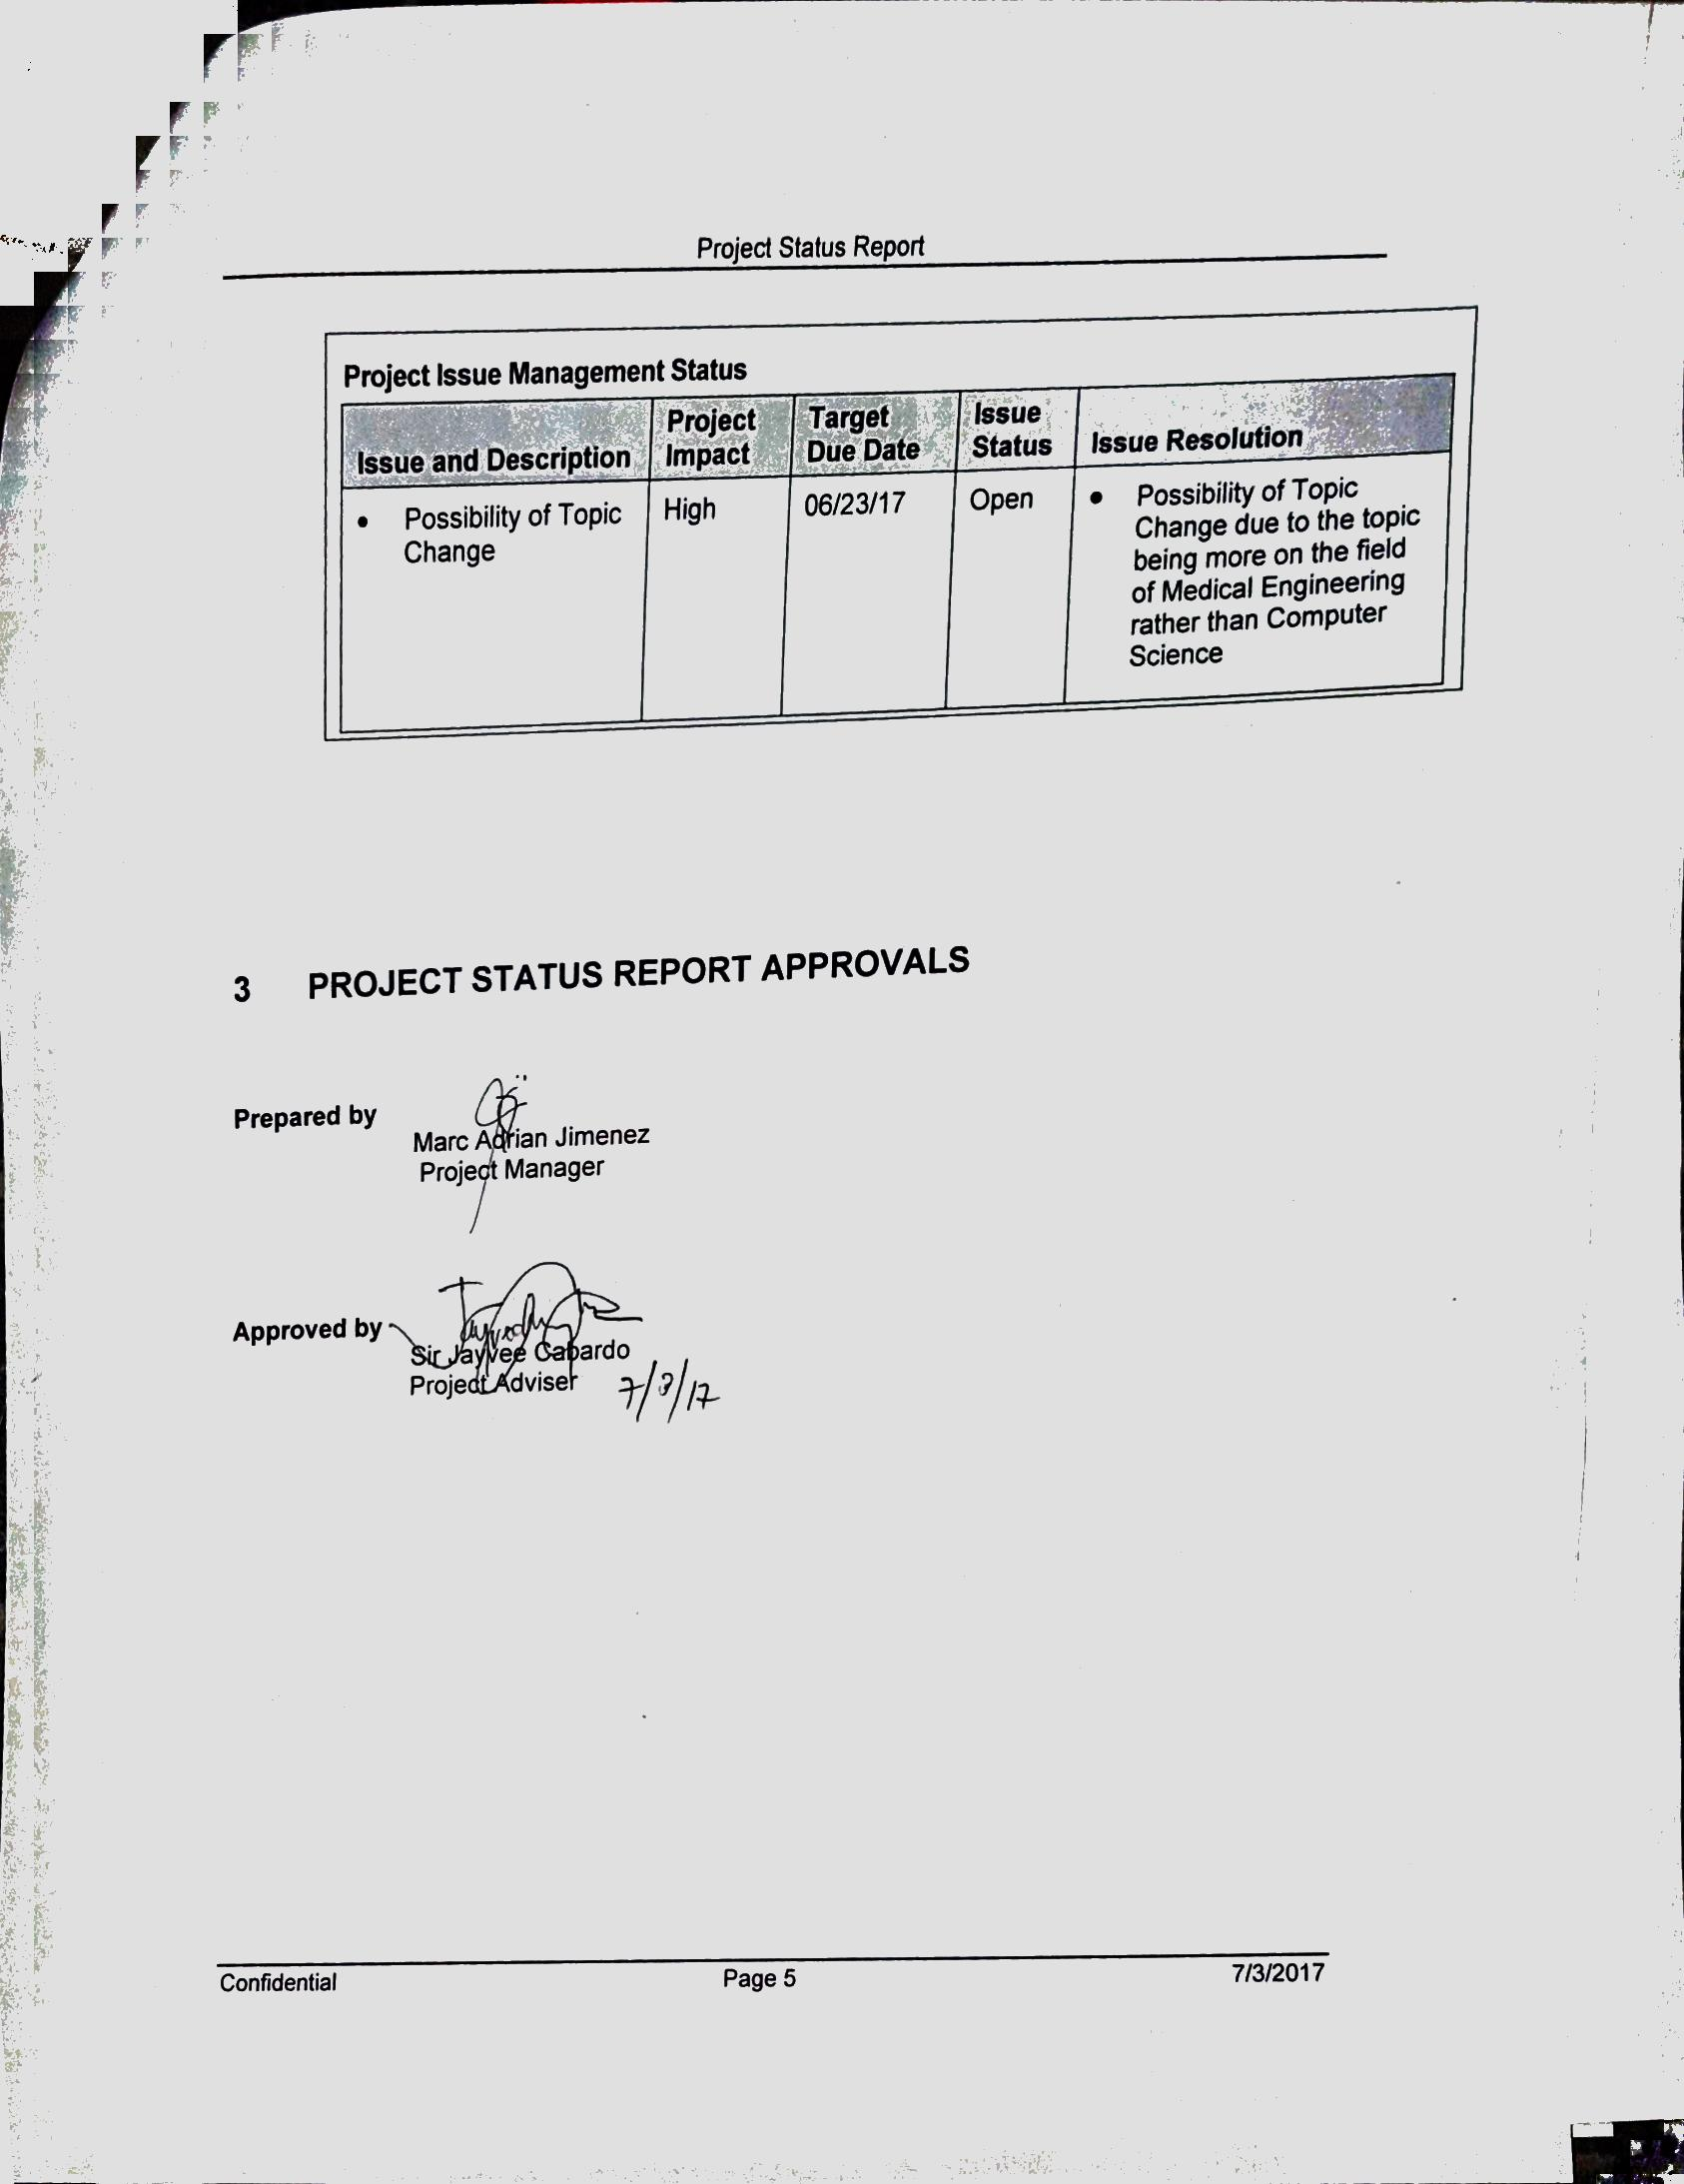 Project Status Report
Project Issue Management Status
Issue and Description
Project
Impact
Target
Due Date
Issue
Status
Issue Resolution
• Possibility of Topic
Change
High
06/23/17
Open
• Possibility of Topic
Change due to the topic
being more on the field
of Medical Engineering
rather than Computer
Science
3 PROJECT STATUS REPORT APPROVALS
Prepared by
Marc Adrian Jimenez
Project Manager
Approved by
Sir Jayvee Cabardo
Project Adviser
7/3/17
Confidential Page 5 7/3/2017